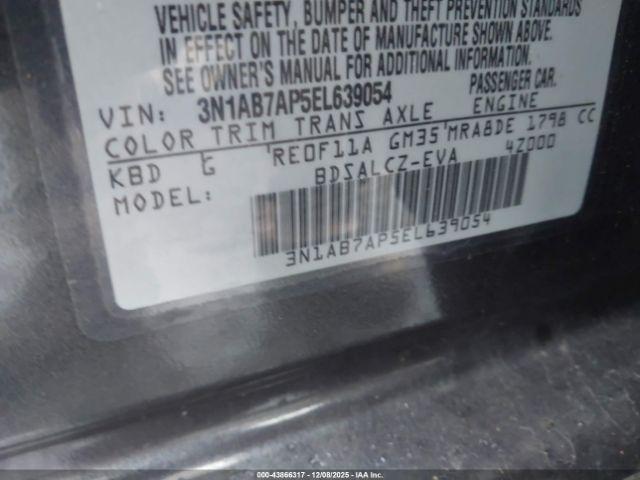 VEHICLE SAFETY, BUMPER AND THEFT PREVENTION STANDARDS
IN EFFECT ON THE DATE OF MANUFACTURE SHOWN ABOVE.
SEE OWNER'S MANUAL FOR ADDITIONAL INFORMATION.
VIN: 3N1AB7AP5EL639054 PASSENGER CAR.
COLOR TRIM TRANS AXLE ENGINE
KBD G 'RE0F11A GM35'MRA8DE 1798 CC
MODEL: BDSALCZ-EVA 4Z000
3N1AB7AP5EL639054
000-43866317 - 12/08/2025 - IAAI.COM